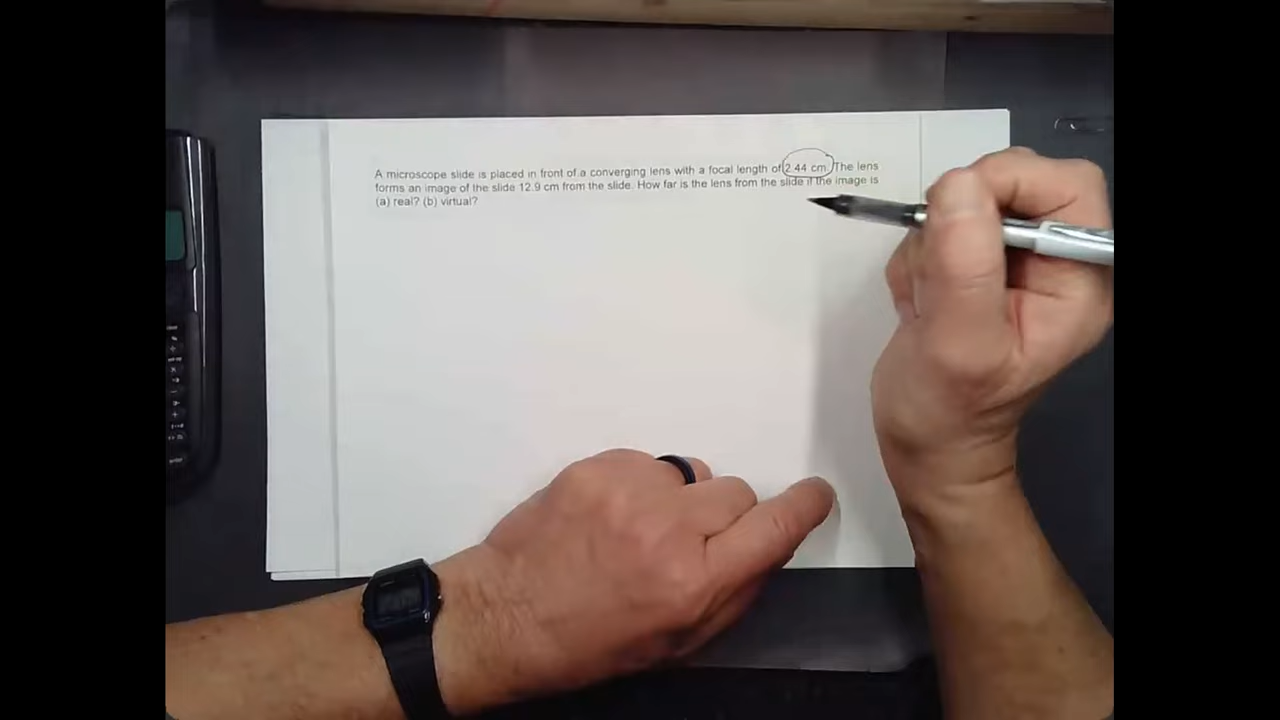 A microscope slide is placed in front of a converging lens with a focal length of 2.44 cm. The lens
forms an image of the slide 12.9 cm from the slide. How far is the lens from the slide if the image is
(a) real? (b) virtual?